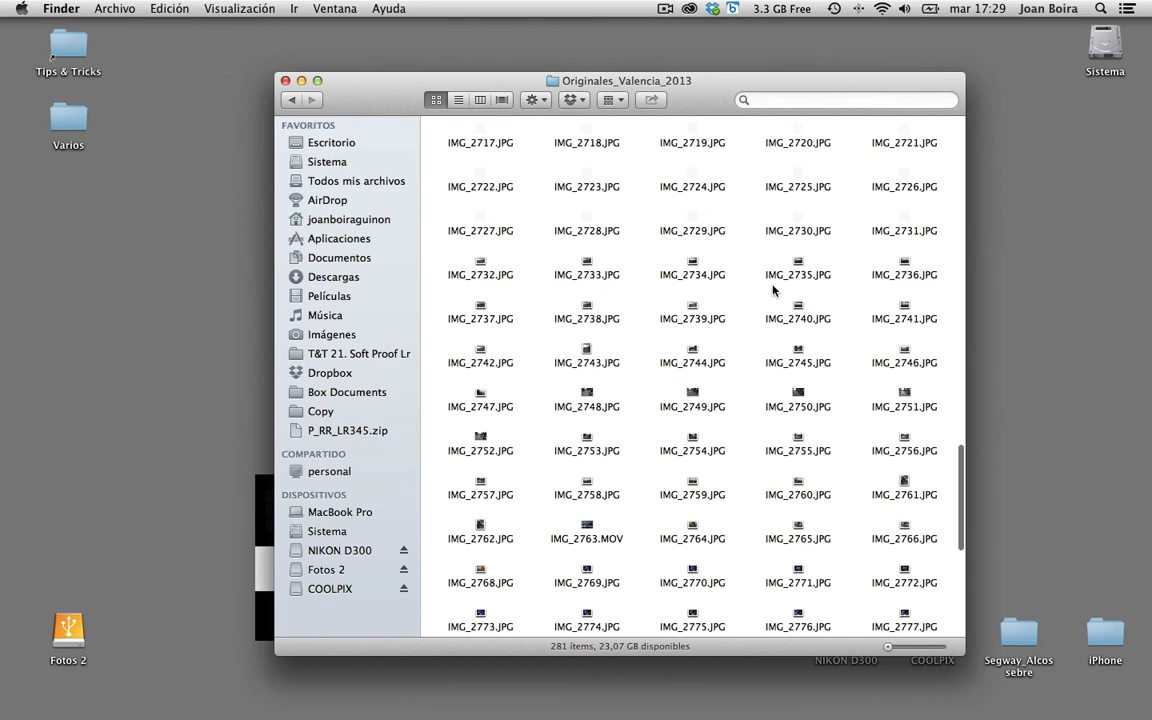 Finder Archivo Edición Visualización Ir Ventana Ayuda 3.3 GB Free mar 17:29 Joan Boira
Tips & Tricks
Varios
Sistema
Originales_Valencia_2013
FAVORITOS
Escritorio
Sistema
Todos mis archivos
AirDrop
joanboiraguinon
Aplicaciones
Documentos
Descargas
Películas
Música
Imágenes
T&T 21. Soft Proof Lr
Dropbox
Box Documents
Copy
P_RR_LR345.zip
COMPARTIDO
personal
DISPOSITIVOS
MacBook Pro
Sistema
NIKON D300
Fotos 2
COOLPIX
IMG_2717.JPG IMG_2718.JPG IMG_2719.JPG IMG_2720.JPG IMG_2721.JPG
IMG_2722.JPG IMG_2723.JPG IMG_2724.JPG IMG_2725.JPG IMG_2726.JPG
IMG_2727.JPG IMG_2728.JPG IMG_2729.JPG IMG_2730.JPG IMG_2731.JPG
IMG_2732.JPG IMG_2733.JPG IMG_2734.JPG IMG_2735.JPG IMG_2736.JPG
IMG_2737.JPG IMG_2738.JPG IMG_2739.JPG IMG_2740.JPG IMG_2741.JPG
IMG_2742.JPG IMG_2743.JPG IMG_2744.JPG IMG_2745.JPG IMG_2746.JPG
IMG_2747.JPG IMG_2748.JPG IMG_2749.JPG IMG_2750.JPG IMG_2751.JPG
IMG_2752.JPG IMG_2753.JPG IMG_2754.JPG IMG_2755.JPG IMG_2756.JPG
IMG_2757.JPG IMG_2758.JPG IMG_2759.JPG IMG_2760.JPG IMG_2761.JPG
IMG_2762.JPG IMG_2763.MOV IMG_2764.JPG IMG_2765.JPG IMG_2766.JPG
IMG_2768.JPG IMG_2769.JPG IMG_2770.JPG IMG_2771.JPG IMG_2772.JPG
IMG_2773.JPG IMG_2774.JPG IMG_2775.JPG IMG_2776.JPG IMG_2777.JPG
281 ítems, 23,07 GB disponibles
Fotos 2
NIKON D300
COOLPIX
Segway_Alcos
sebre
iPhone